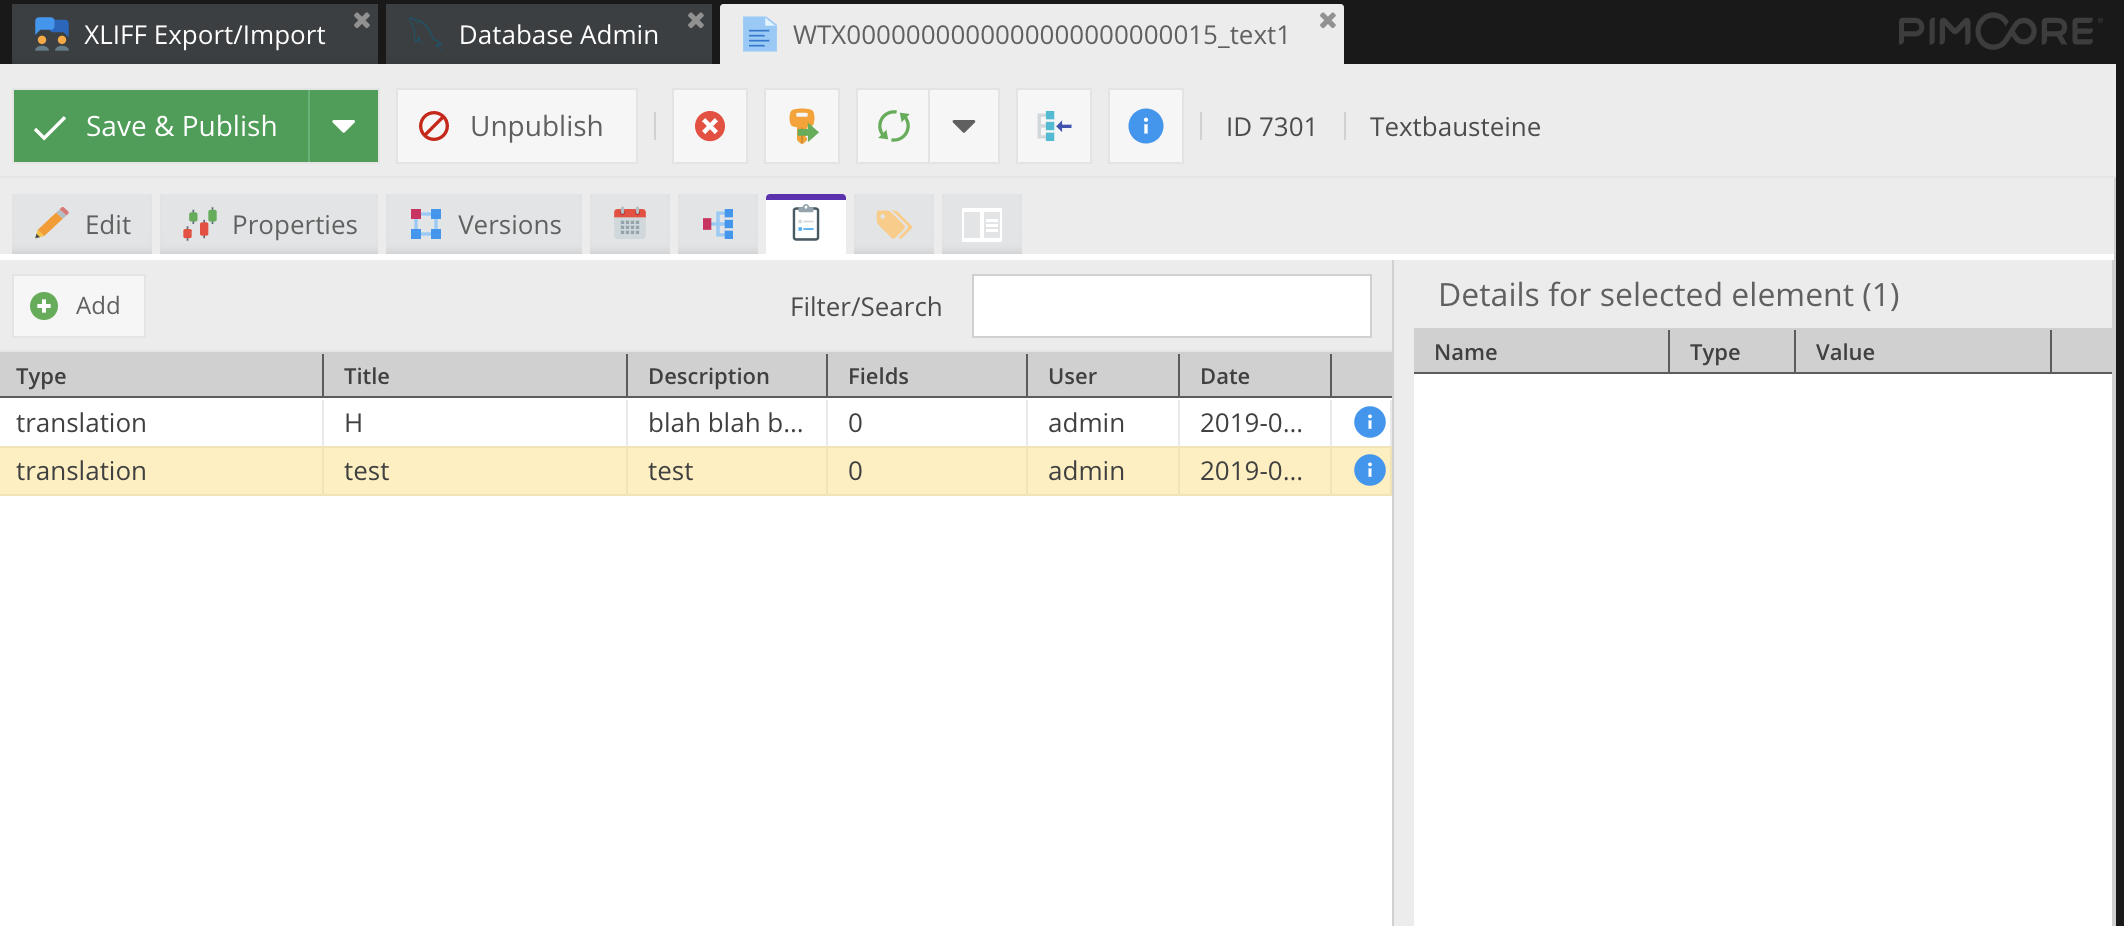 XLIFF Export/Import
Database Admin
WTX0000000000000000000000015_text1
PIMCORE
Save & Publish
Unpublish
ID 7301
Textbausteine
Edit
Properties
Versions
Add
Filter/Search
Details for selected element (1)
Name Type Value
Type Title Description Fields User Date
translation H blah blah b... 0 admin 2019-0...
translation test test 0 admin 2019-0...